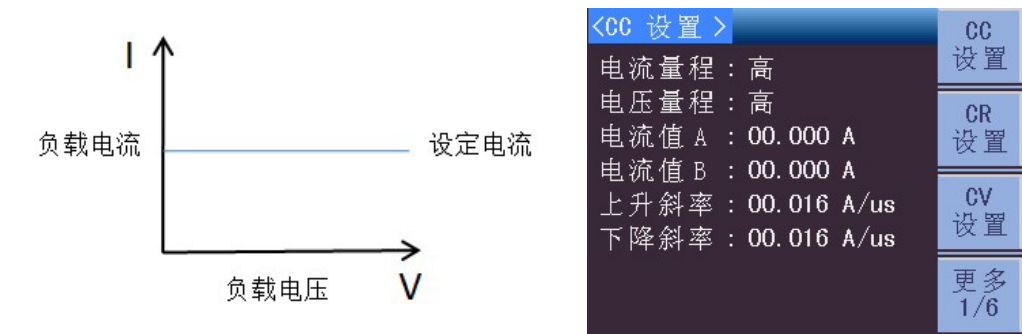 I
负载电流
设定电流
负载电压
V
<CC 设置 >
电流量程 : 高
电压量程 : 高
电流值 A : 00.000 A
电流值 B : 00.000 A
上升斜率 : 00.016 A/us
下降斜率 : 00.016 A/us
CC
设置
CR
设置
CV
设置
更多
1/6